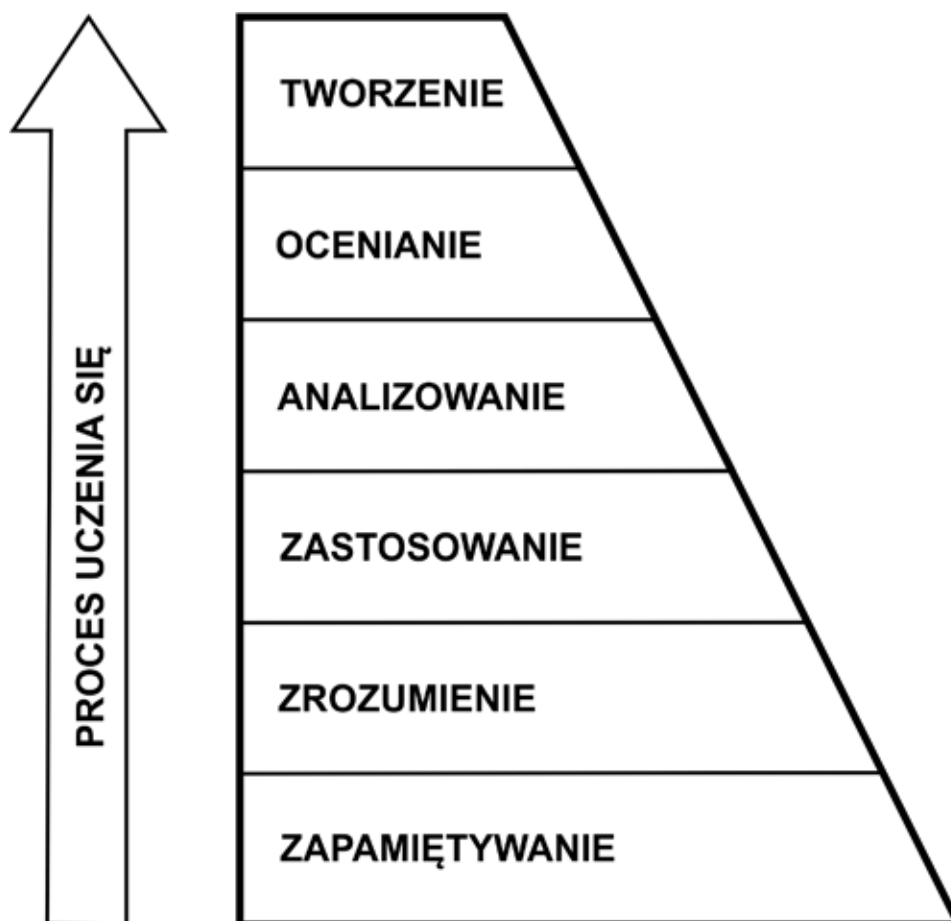 TWORZENIE
OCENIANIE
ANALIZOWANIE
ZASTOSOWANIE
ZROZUMIENIE
ZAPAMIĘTYWANIE
PROCES UCZENIA SIĘ